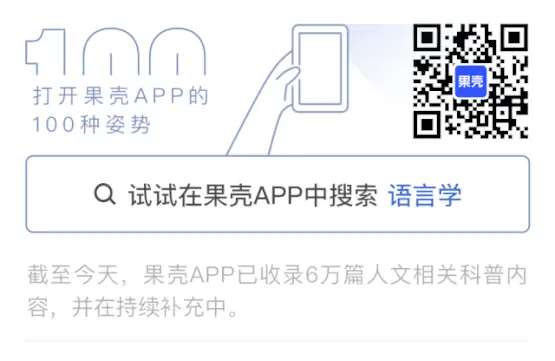 100
打开果壳APP的
100种姿势
果壳
试试在果壳APP中搜索 语言学
截至今天，果壳APP已收录6万篇人文相关科普内
容，并在持续补充中。